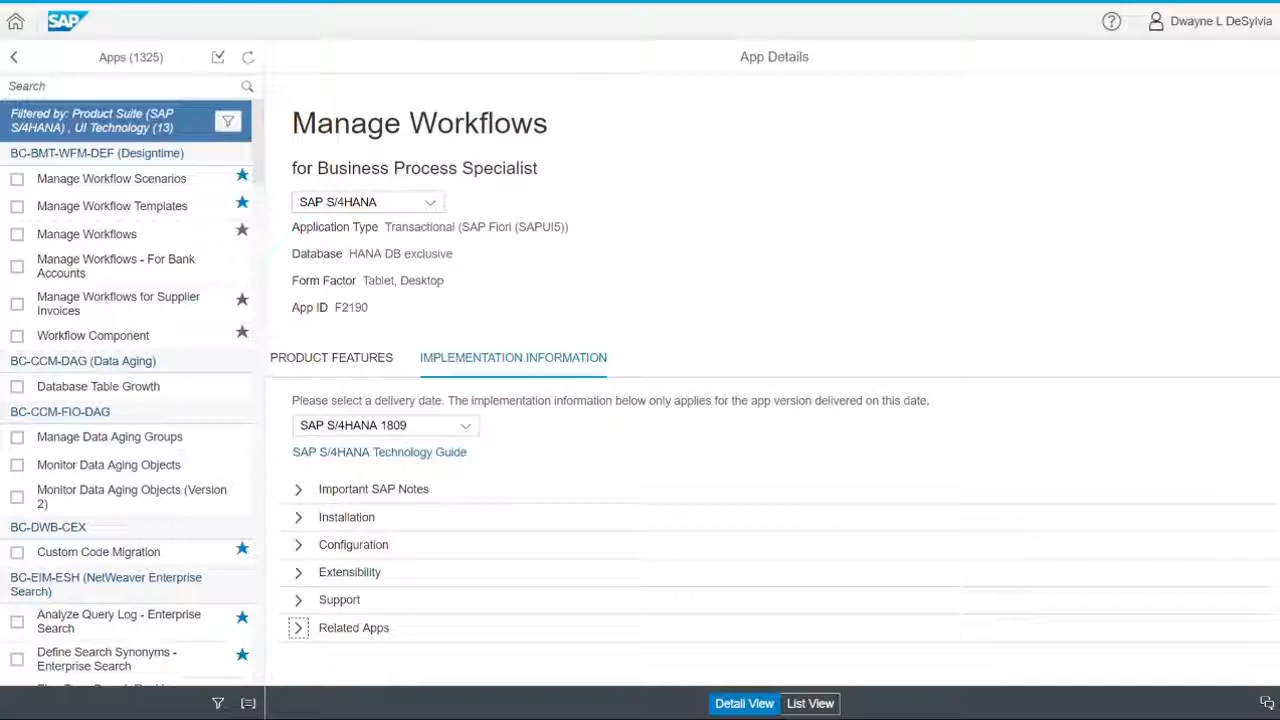 SAP
Dwayne L DeSylvia
Apps (1325)
App Details
Search
Filtered by: Product Suite (SAP
S/4HANA) , UI Technology (13)
BC-BMT-WFM-DEF (Designtime)
Manage Workflow Scenarios
Manage Workflow Templates
Manage Workflows
Manage Workflows - For Bank
Accounts
Manage Workflows for Supplier
Invoices
Workflow Component
BC-CCM-DAG (Data Aging)
Database Table Growth
BC-CCM-FIO-DAG
Manage Data Aging Groups
Monitor Data Aging Objects
Monitor Data Aging Objects (Version
2)
BC-DWB-CEX
Custom Code Migration
BC-EIM-ESH (NetWeaver Enterprise
Search)
Analyze Query Log - Enterprise
Search
Define Search Synonyms -
Enterprise Search
Manage Workflows
for Business Process Specialist
SAP S/4HANA
Application Type Transactional (SAP Fiori (SAPUI5))
Database HANA DB exclusive
Form Factor Tablet, Desktop
App ID F2190
PRODUCT FEATURES
IMPLEMENTATION INFORMATION
Please select a delivery date. The implementation information below only applies for the app version delivered on this date.
SAP S/4HANA 1809
SAP S/4HANA Technology Guide
Important SAP Notes
Installation
Configuration
Extensibility
Support
Related Apps
Detail View
List View